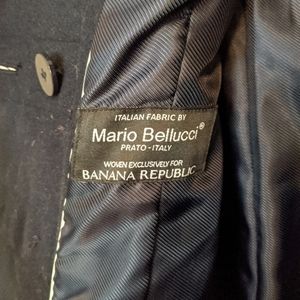 ITALIAN FABRIC BY
Mario Bellucci®
PRATO - ITALY
WOVEN EXCLUSIVELY FOR
BANANA REPUBLIC